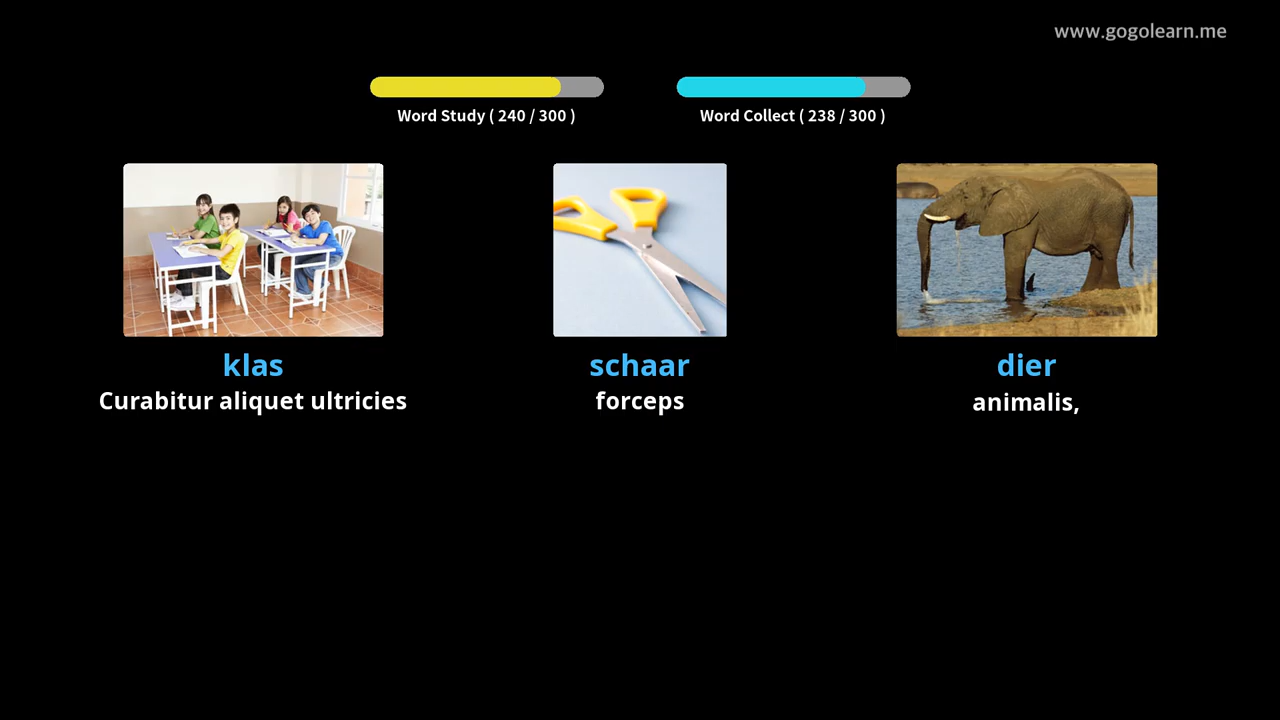 www.gogolearn.me
Word Study ( 240 / 300 )
Word Collect ( 238 / 300 )
klas
Curabitur aliquet ultricies
schaar
forceps
dier
animalis,